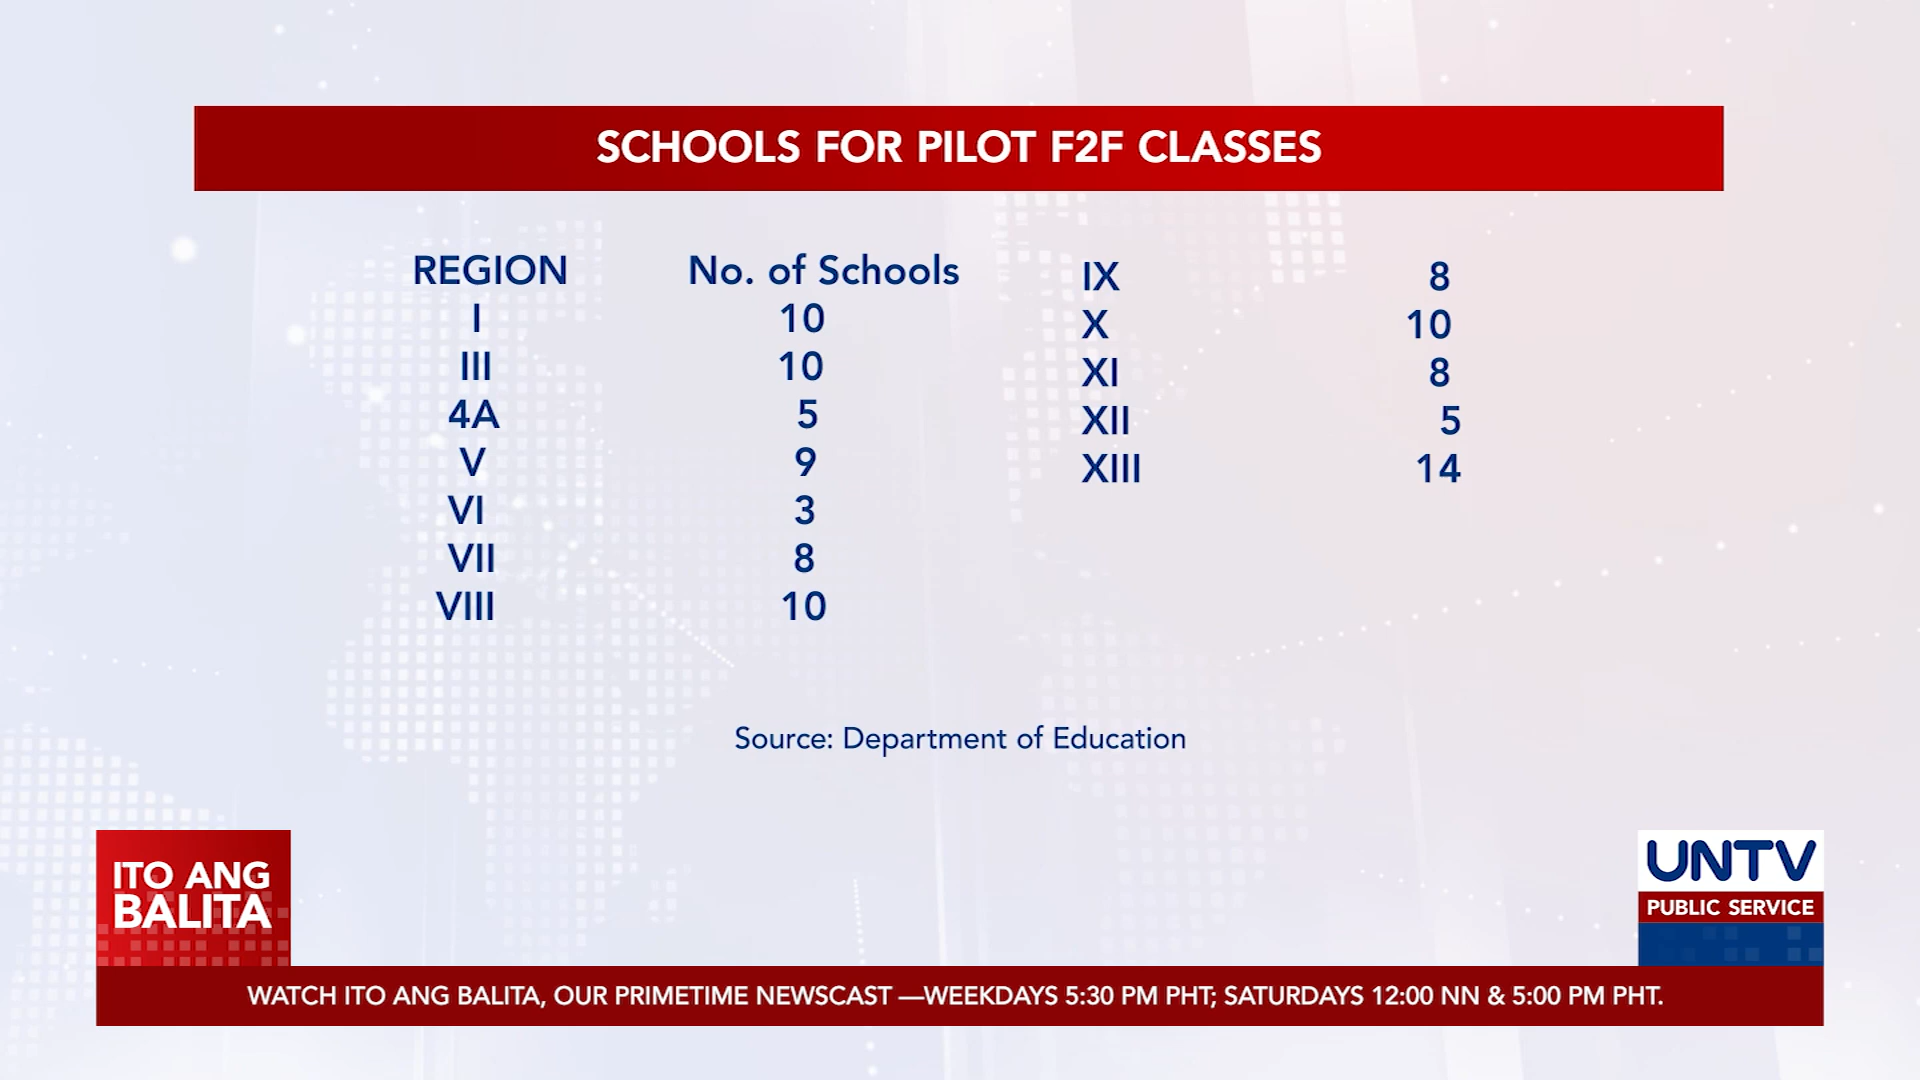 SCHOOLS FOR PILOT F2F CLASSES
REGION No. of Schools
I 10
III 10
4A 5
V 9
VI 3
VII 8
VIII 10
IX 8
X 10
XI 8
XII 5
XIII 14
Source: Department of Education
ITO ANG
BALITA
UNTV
PUBLIC SERVICE
WATCH ITO ANG BALITA, OUR PRIMETIME NEWSCAST —WEEKDAYS 5:30 PM PHT; SATURDAYS 12:00 NN & 5:00 PM PHT.